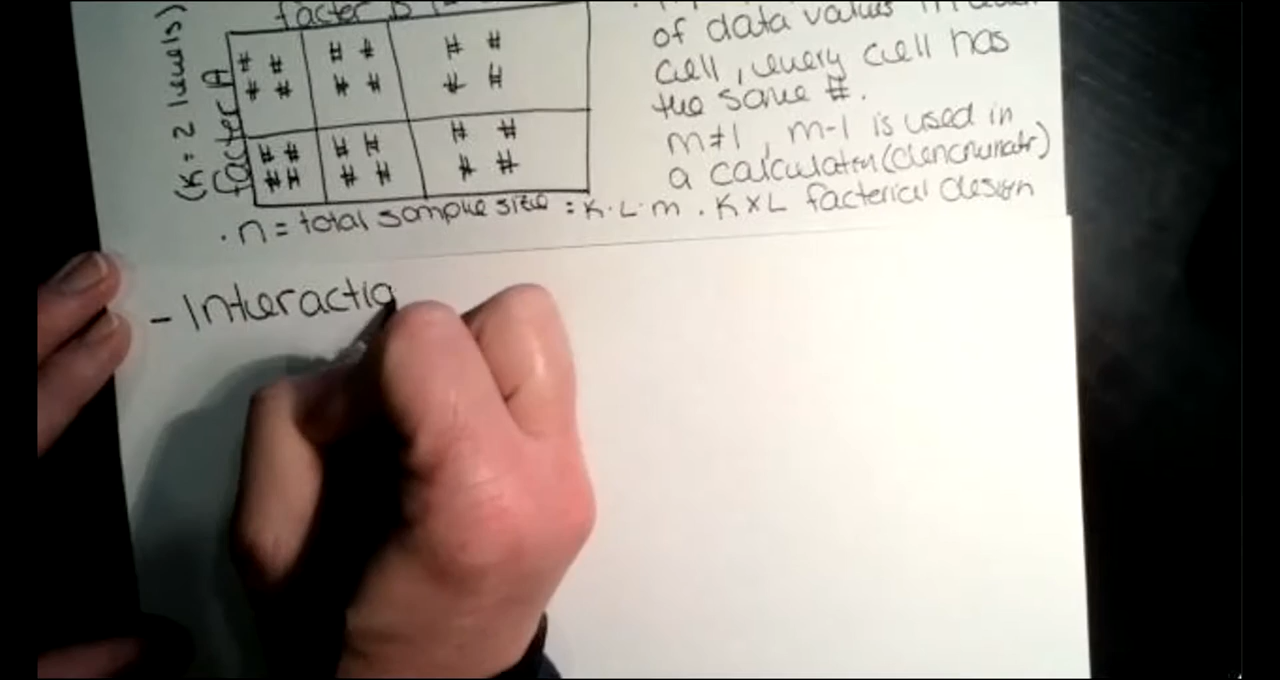 factor B
(K = 2 levels)
factor A
# # # # # #
# # # # # #
# # # # # #
# # # # # #
of data values
cell, every cell has
the same #.
m≠1, m-1 is used in
a calculation (denominatr)
· n = total sample size = K·L·m · K×L factorial design
- Interactio